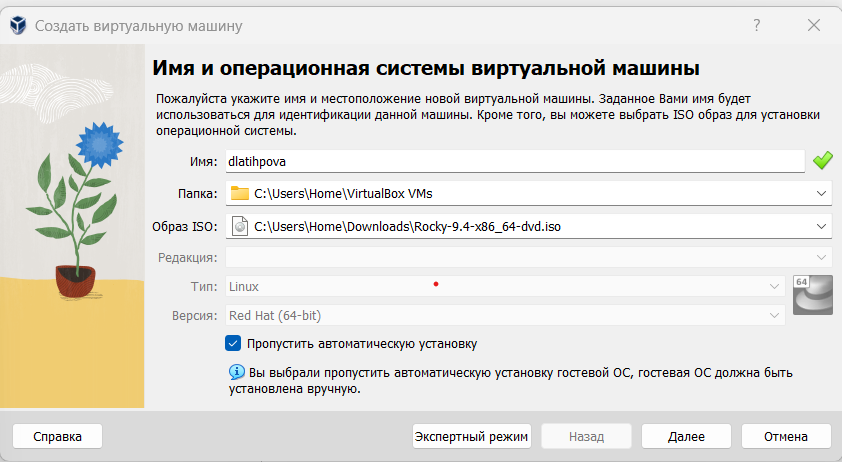 Создать виртуальную машину
Имя и операционная системы виртуальной машины
Пожалуйста укажите имя и местоположение новой виртуальной машины. Заданное Вами имя будет
использоваться для идентификации данной машины. Кроме того, вы можете выбрать ISO образ для установки
операционной системы.
Имя: dlatihpova
Папка: C:\Users\Home\VirtualBox VMs
Образ ISO: C:\Users\Home\Downloads\Rocky-9.4-x86_64-dvd.iso
Редакция:
Тип: Linux
64
Версия: Red Hat (64-bit)
Пропустить автоматическую установку
Вы выбрали пропустить автоматическую установку гостевой ОС, гостевая ОС должна быть
установлена вручную.
Справка Экспертный режим Назад Далее Отмена